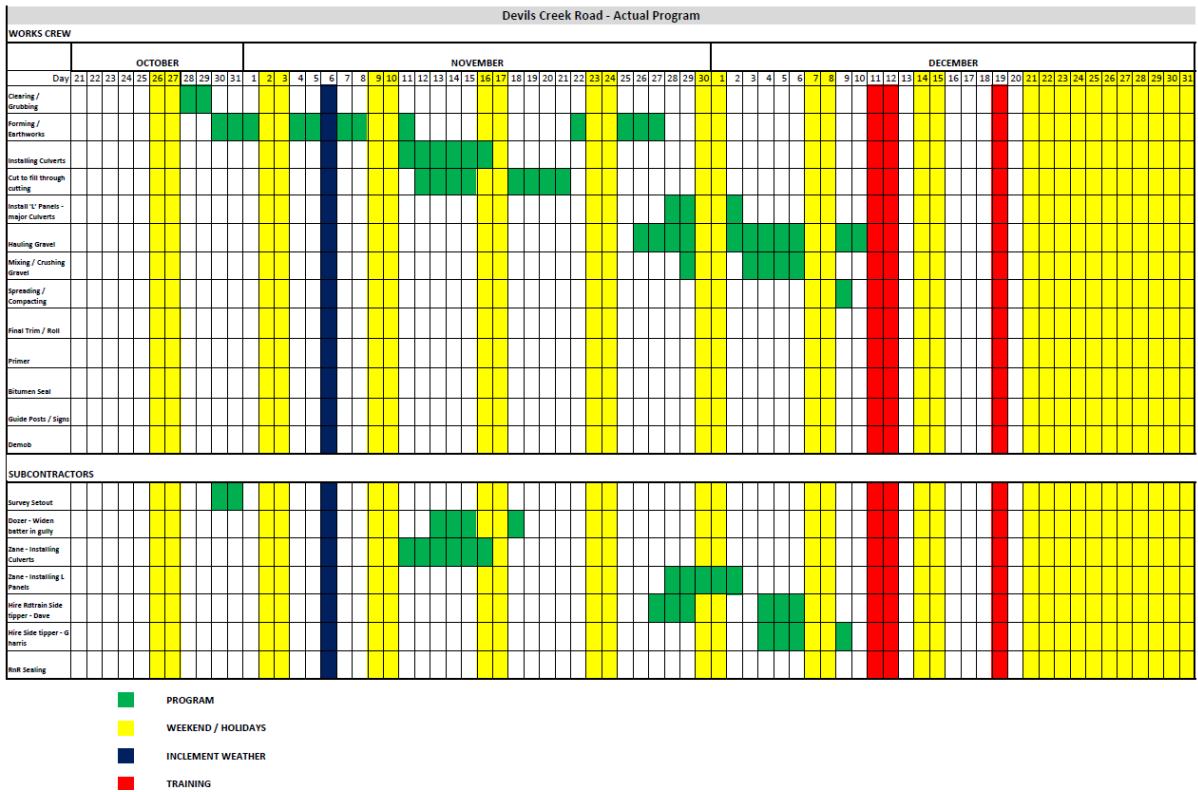 Devils Creek Road - Actual Program
WORKS CREW
OCTOBER NOVEMBER DECEMBER
Day 21 22 23 24 25 26 27 28 29 30 31 1 2 3 4 5 6 7 8 9 10 11 12 13 14 15 16 17 18 19 20 21 22 23 24 25 26 27 28 29 30 1 2 3 4 5 6 7 8 9 10 11 12 13 14 15 16 17 18 19 20 21 22 23 24 25 26 27 28 29 30 31
Clearing /
Grubbing
Forming /
Earthworks
Installing Culverts
Cut to fill through
cutting
Install 'L' Panels -
major Culverts
Hauling Gravel
Mixing / Crushing
Gravel
Spreading /
Compacting
Final Trim / Roll
Primer
Bitumen Seal
Guide Posts / Signs
Demob
SUBCONTRACTORS
Survey Setout
Dozer - Widen
batter in gully
Zane - Installing
Culverts
Zane - Installing L
Panels
Hire Rdtrain Side
tipper - Dave
Hire Side tipper - G
harris
RnR Sealing
PROGRAM
WEEKEND / HOLIDAYS
INCLEMENT WEATHER
TRAINING